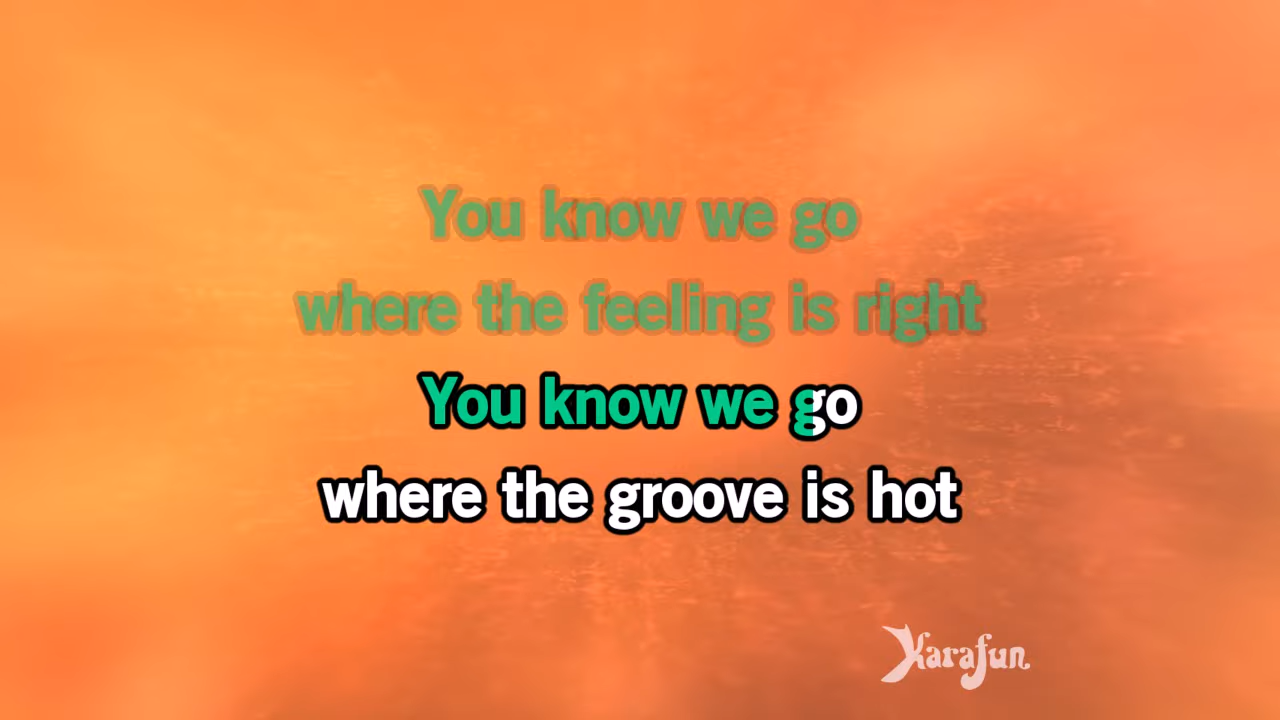 You know we go
where the feeling is right
You know we go
where the groove is hot
Karafun